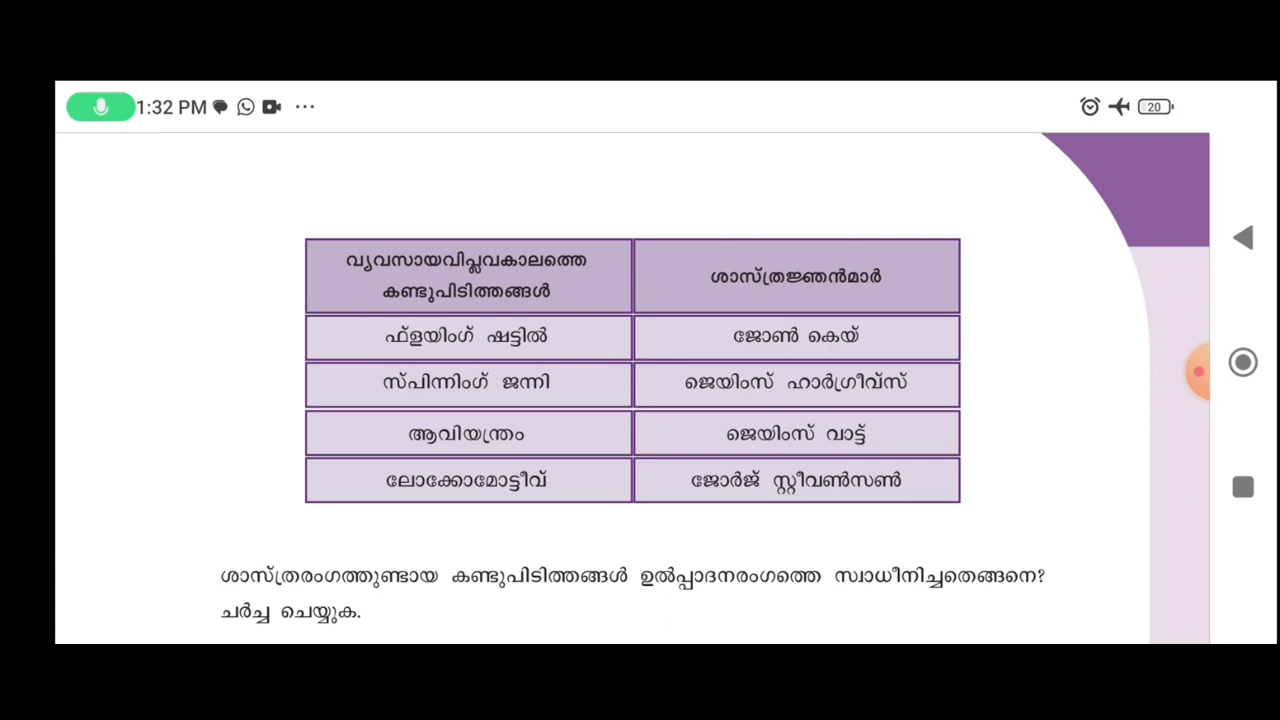 1:32 PM
20
വ്യവസായവിപ്ലവകാലത്തെ
കണ്ടുപിടിത്തങ്ങൾ
ശാസ്ത്രജ്ഞൻമാർ
ഫ്ളയിംഗ് ഷട്ടിൽ
ജോൺ കെയ്
സ്പിന്നിംഗ് ജന്നി
ജെയിംസ് ഹാർഗ്രീവ്സ്
ആവിയന്ത്രം
ജെയിംസ് വാട്ട്
ലോക്കോമോട്ടീവ്
ജോർജ് സ്റ്റീവൺസൺ
ശാസ്ത്രരംഗത്തുണ്ടായ കണ്ടുപിടിത്തങ്ങൾ ഉൽപ്പാദനരംഗത്തെ സ്വാധീനിച്ചതെങ്ങനെ?
ചർച്ച ചെയ്യുക.